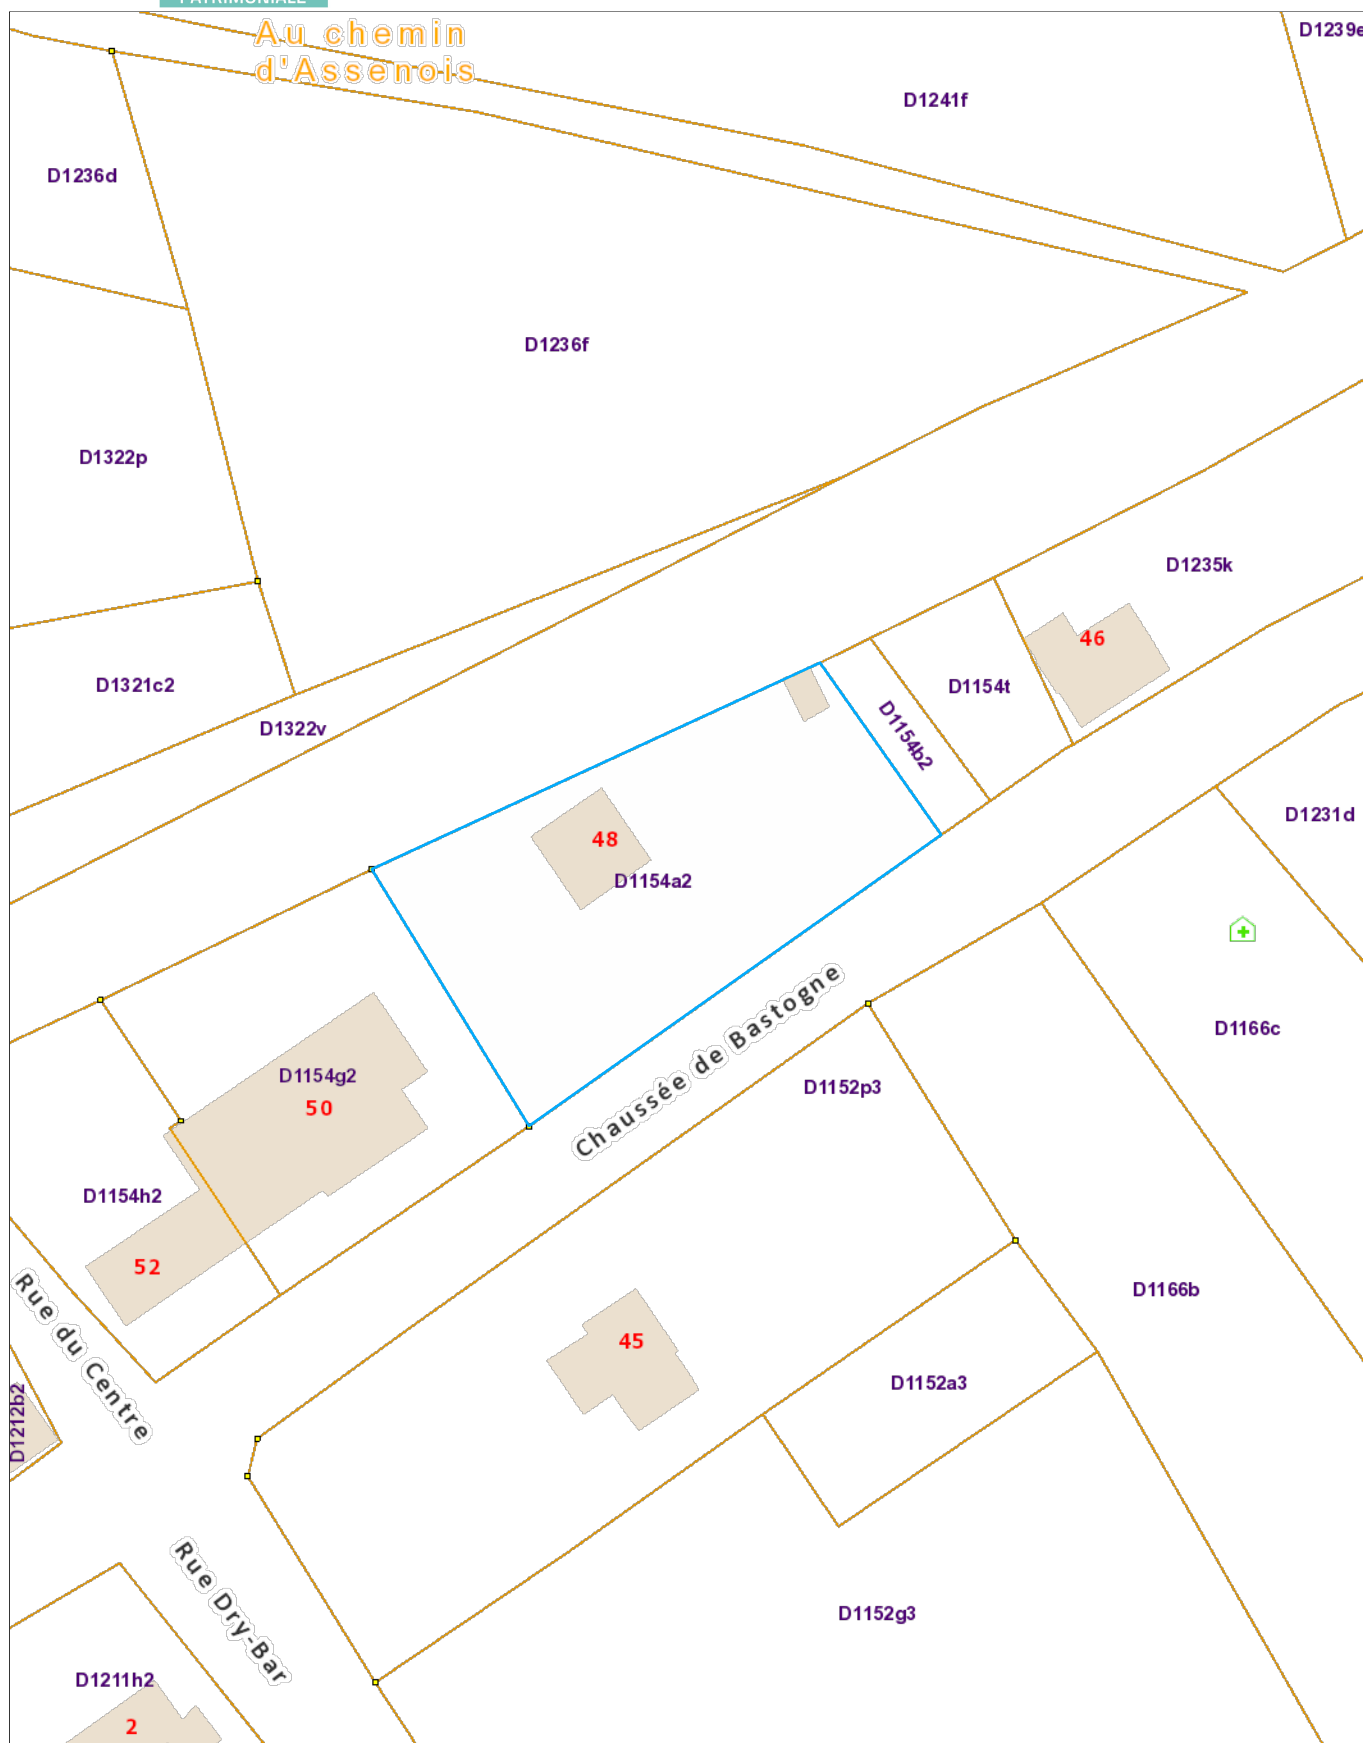 PATRIMONIALE
Au chemin
d'Assenois
D1239e
D1241f
D1236d
D1236f
D1322p
D1235k
46
D1321c2
D1154t
D1322v
D1154b2
D1231d
48
D1154a2
Chaussée de Bastogne
D1166c
D1154g2
50
D1152p3
D1154h2
52
D1166b
Rue du Centre
45
D1152a3
D1212b2
Rue Dry-Bar
D1152g3
D1211h2
2